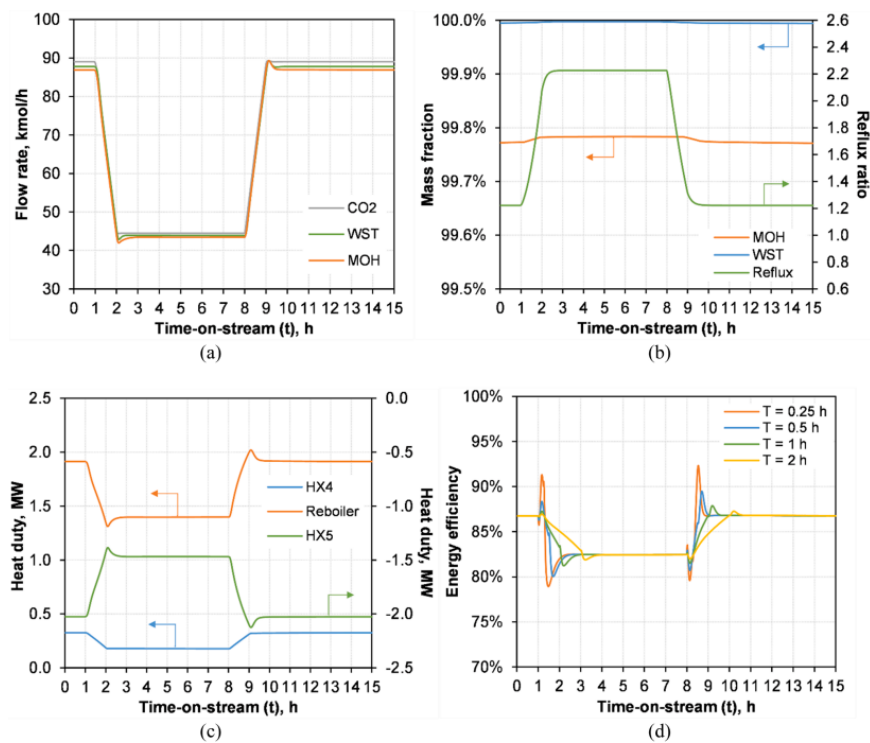 100
90
80
70
60
50
40
30
Flow rate, kmol/h
CO2
WST
MOH
0 1 2 3 4 5 6 7 8 9 10 11 12 13 14 15
Time-on-stream (t), h
(a)
100.0%
99.9%
99.8%
99.7%
99.6%
99.5%
Mass fraction
2.6
2.4
2.2
2.0
1.8
1.6
1.4
1.2
1.0
0.8
0.6
Reflux ratio
MOH
WST
Reflux
0 1 2 3 4 5 6 7 8 9 10 11 12 13 14 15
Time-on-stream (t), h
(b)
2.5
2.0
1.5
1.0
0.5
0.0
Heat duty, MW
0.0
-0.5
-1.0
-1.5
-2.0
-2.5
Heat duty, MW
HX4
Reboiler
HX5
0 1 2 3 4 5 6 7 8 9 10 11 12 13 14 15
Time-on-stream (t), h
(c)
100%
95%
90%
85%
80%
75%
70%
Energy efficiency
T = 0.25 h
T = 0.5 h
T = 1 h
T = 2 h
0 1 2 3 4 5 6 7 8 9 10 11 12 13 14 15
Time-on-stream (t), h
(d)